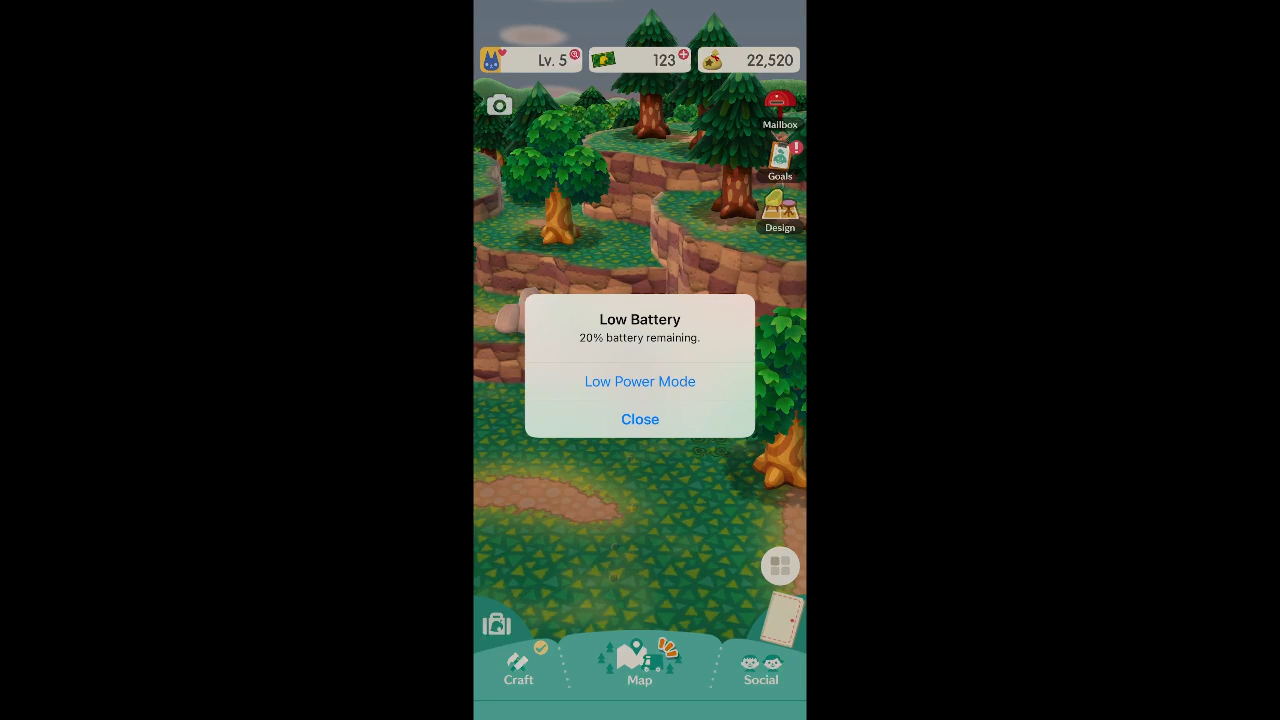 Lv. 5
123
22,520
Mailbox
Goals
Design
Low Battery
20% battery remaining.
Low Power Mode
Close
Craft
Map
Social